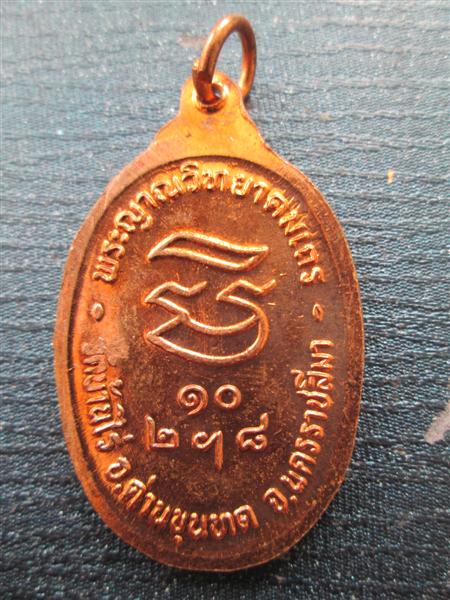 พระญาณวิทยาคมเถร
๑๐
๒ ฯ ๘
วัดบ้านไร่ อ.ด่านขุนทด จ.นครราชสีมา